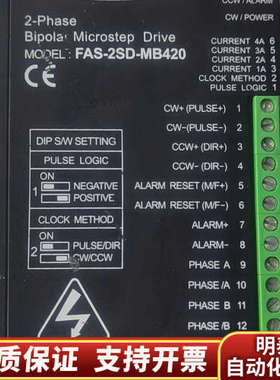 CCW / ALARM
CW / POWER
2-Phase
Bipolar Microstep Drive
MODEL: FAS-2SD-MB420
CE
CURRENT 4A 6
CURRENT 3A 5
CURRENT 2A 4
CURRENT 1A 3
CLOCK METHOD 2
PULSE LOGIC 1
DIP S/W SETTING
PULSE LOGIC
ON
1
NEGATIVE
POSITIVE
CLOCK METHOD
ON
2
PULSE/DIR
CW/CCW
CW+ (PULSE+) 1
CW- (PULSE-) 2
CCW+ (DIR+) 3
CCW- (DIR-) 4
ALARM RESET (M/F+) 5
ALARM RESET (M/F-) 6
ALARM+ 7
ALARM- 8
PHASE A 9
PHASE /A 10
PHASE B 11
PHASE /B 12
质保证 支持开票
自动化